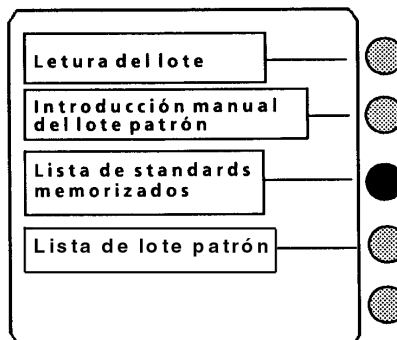 Letura del lote
Introducción manual
del lote patrón
Lista de standards
memorizados
Lista de lote patrón